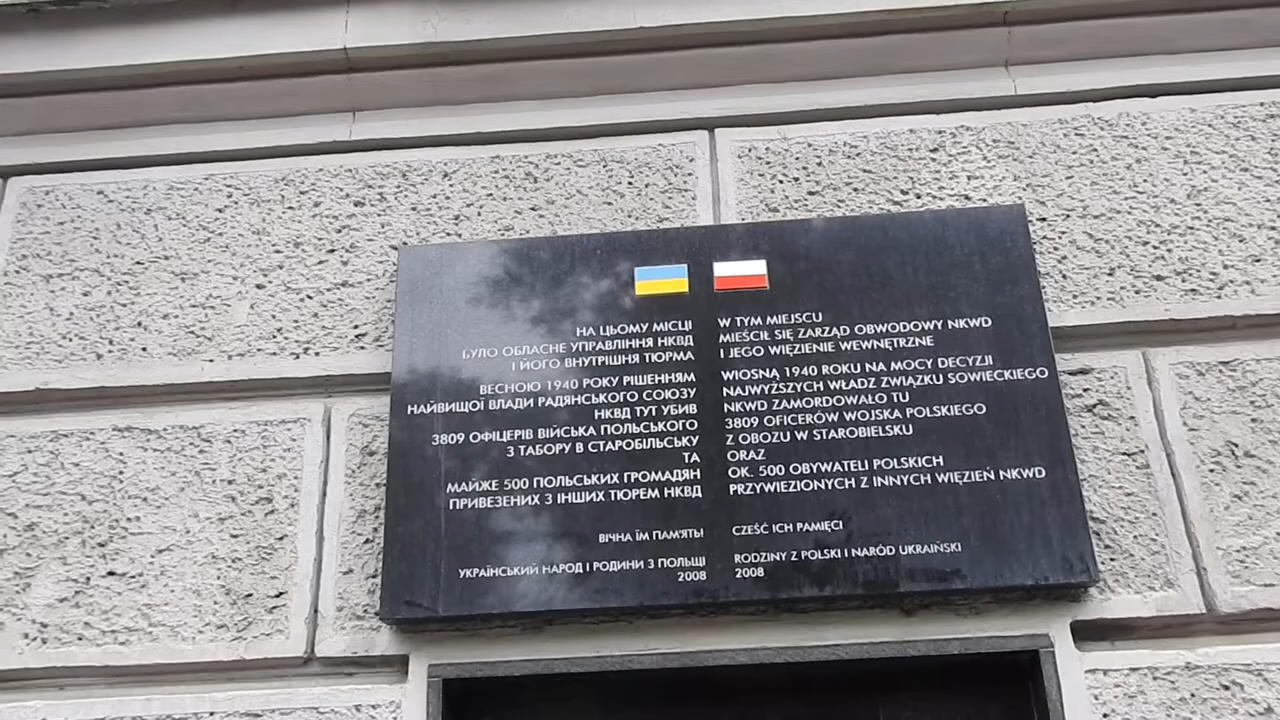 НА ЦЬОМУ МІСЦІ
БУЛО ОБЛАСНЕ УПРАВЛІННЯ НКВД
І ЙОГО ВНУТРІШНЯ ТЮРМА
ВЕСНОЮ 1940 РОКУ РІШЕННЯМ
НАЙВИЩОЇ ВЛАДИ РАДЯНСЬКОГО СОЮЗУ
НКВД ТУТ УБИВ
3809 ОФІЦЕРІВ ВІЙСЬКА ПОЛЬСЬКОГО
З ТАБОРУ В СТАРОБІЛЬСЬКУ
ТА
МАЙЖЕ 500 ПОЛЬСЬКИХ ГРОМАДЯН
ПРИВЕЗЕНИХ З ІНШИХ ТЮРЕМ НКВД
ВІЧНА ЇМ ПАМ'ЯТЬ!
УКРАЇНСЬКИЙ НАРОД І РОДИНИ З ПОЛЬЩІ
2008
W TYM MIEJSCU
MIEŚCIŁ SIĘ ZARZĄD OBWODOWY NKWD
I JEGO WIĘZIENIE WEWNĘTRZNE
WIOSNĄ 1940 ROKU NA MOCY DECYZJI
NAJWYŻSZYCH WŁADZ ZWIĄZKU SOWIECKIEGO
NKWD ZAMORDOWAŁO TU
3809 OFICERÓW WOJSKA POLSKIEGO
Z OBOZU W STAROBIELSKU
ORAZ
OK. 500 OBYWATELI POLSKICH
PRZYWIEZIONYCH Z INNYCH WIĘZIEŃ NKWD
CZEŚĆ ICH PAMIĘCI
RODZINY Z POLSKI I NARÓD UKRAIŃSKI
2008